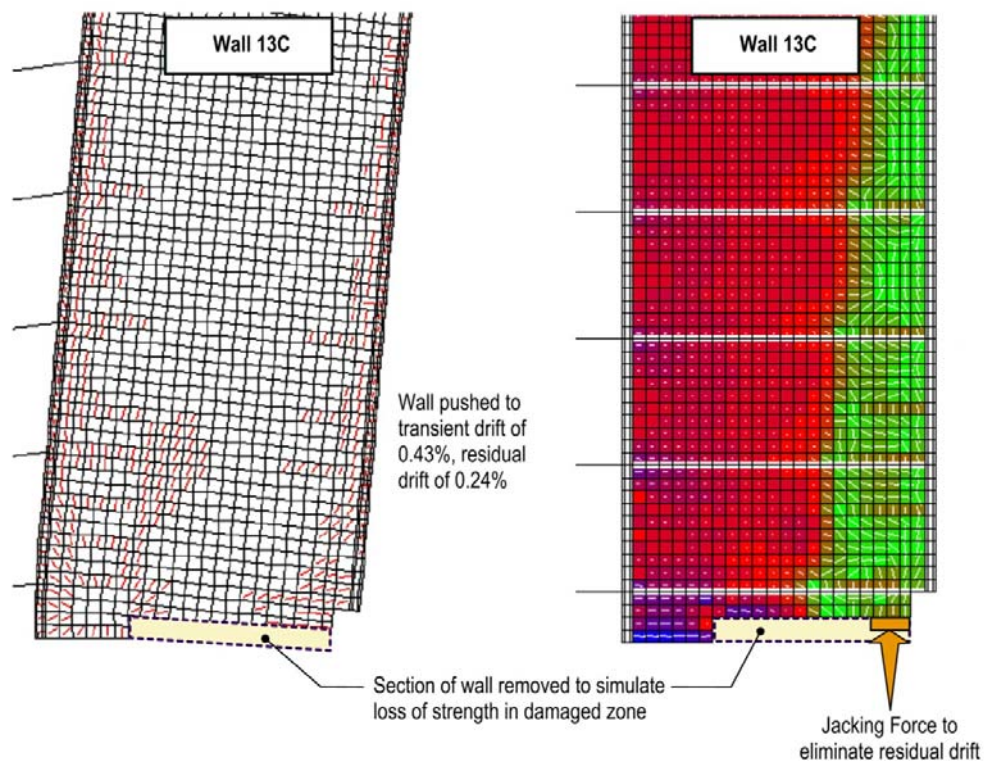 Wall 13C
Wall 13C
Wall pushed to
transient drift of
0.43%, residual
drift of 0.24%
Section of wall removed to simulate
loss of strength in damaged zone
Jacking Force to
eliminate residual drift